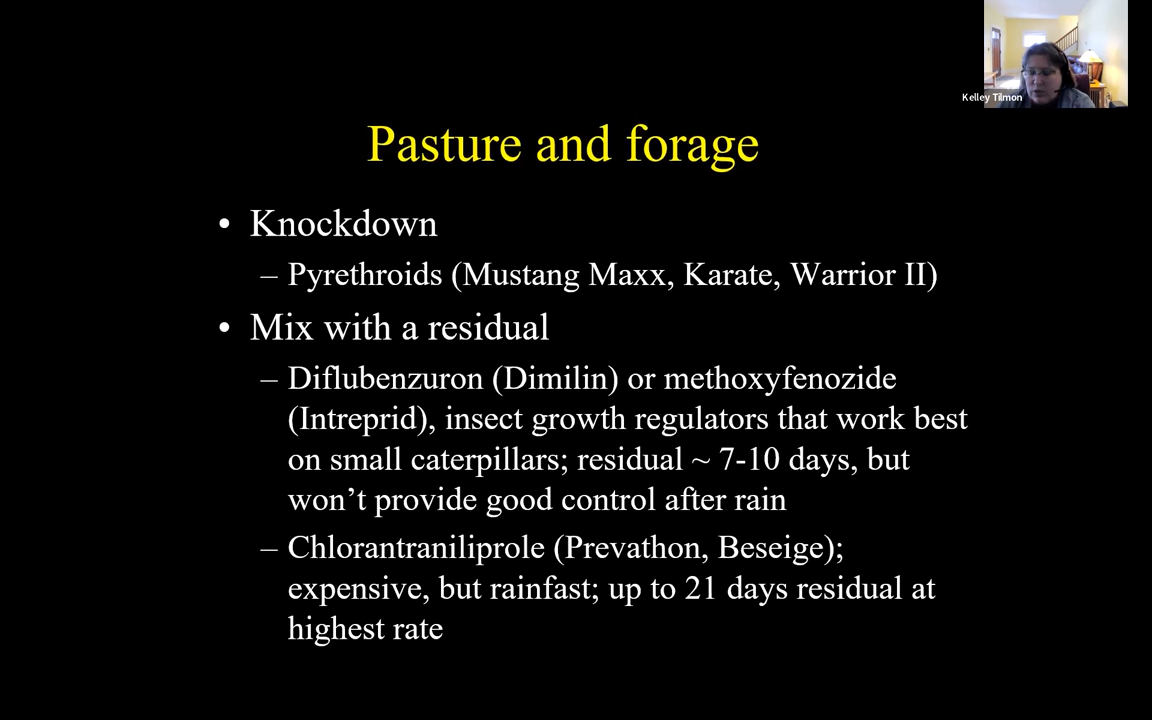 Kelley Tilmon
Pasture and forage
• Knockdown
– Pyrethroids (Mustang Maxx, Karate, Warrior II)
• Mix with a residual
– Diflubenzuron (Dimilin) or methoxyfenozide
(Intreprid), insect growth regulators that work best
on small caterpillars; residual ~ 7-10 days, but
won’t provide good control after rain
– Chlorantraniliprole (Prevathon, Beseige);
expensive, but rainfast; up to 21 days residual at
highest rate